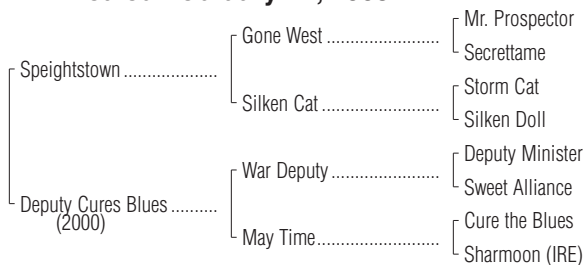 Mr. Prospector
Gone West ........................
Secrettame
Speightstown ....................
Storm Cat
Silken Cat .........................
Silken Doll
Deputy Minister
War Deputy ......................
Sweet Alliance
Deputy Cures Blues ..........
(2000)
Cure the Blues
May Time..........................
Sharmoon (IRE)